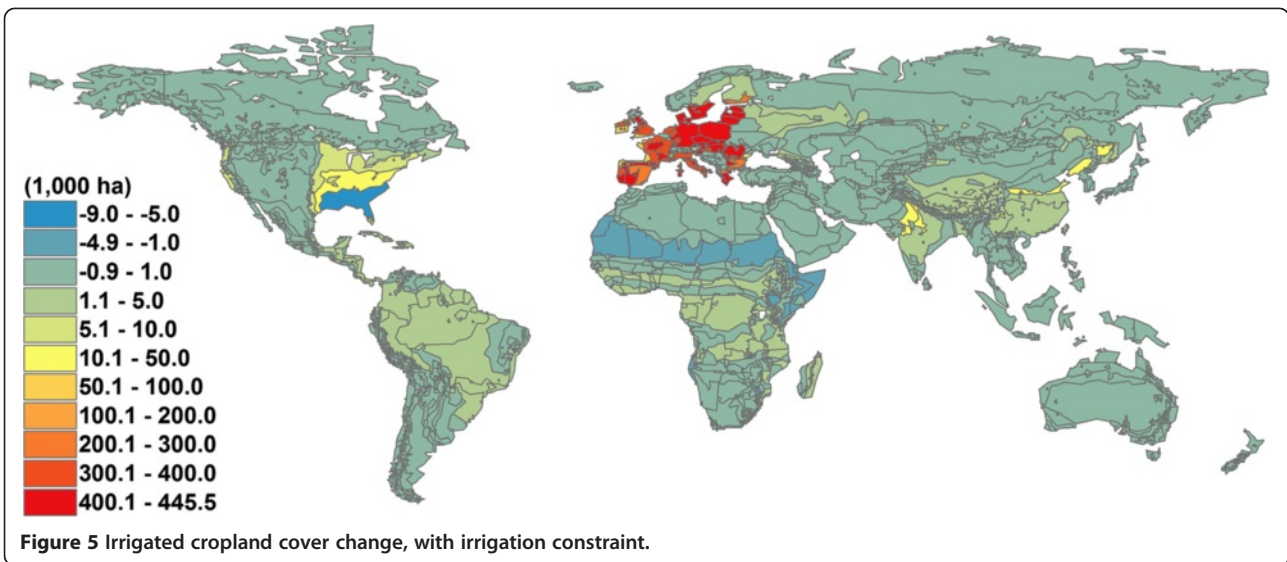 (1,000 ha)
-9.0 - -5.0
-4.9 - -1.0
-0.9 - 1.0
1.1 - 5.0
5.1 - 10.0
10.1 - 50.0
50.1 - 100.0
100.1 - 200.0
200.1 - 300.0
300.1 - 400.0
400.1 - 445.5
Figure 5 Irrigated cropland cover change, with irrigation constraint.